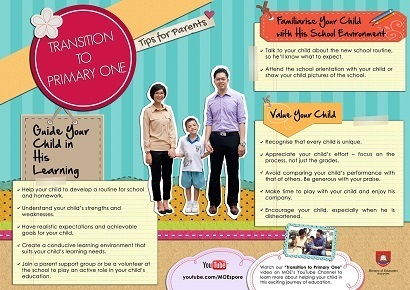 TRANSITION
TO
PRIMARY ONE
Tips for Parents
Familiarise Your Child
with His School Environment
Talk to your child about the new school routine,
so he'll know what to expect.
Attend the school orientation with your child or
show your child pictures of the school.
Value Your Child
Recognise that every child is unique.
Appreciate your child's effort – focus on the
process, not just the grades.
Avoid comparing your child's performance with
that of others. Be generous with your praise.
Make time to play with your child and enjoy his
company.
Encourage your child, especially when he is
disheartened.
Guide Your
Child in
His
Learning
Help your child to develop a routine for school
and homework.
Understand your child's strengths and
weaknesses.
Have realistic expectations and achievable
goals for your child.
Create a conducive learning environment that
suits your child's learning needs.
Join a parent support group or be a volunteer at
the school to play an active role in your child's
education.
YouTube
youtube.com/MOEspore
Watch our "Transition to Primary One"
video on MOE's YouTube Channel to
learn more about helping your child in
this exciting journey of education.
Ministry of Education